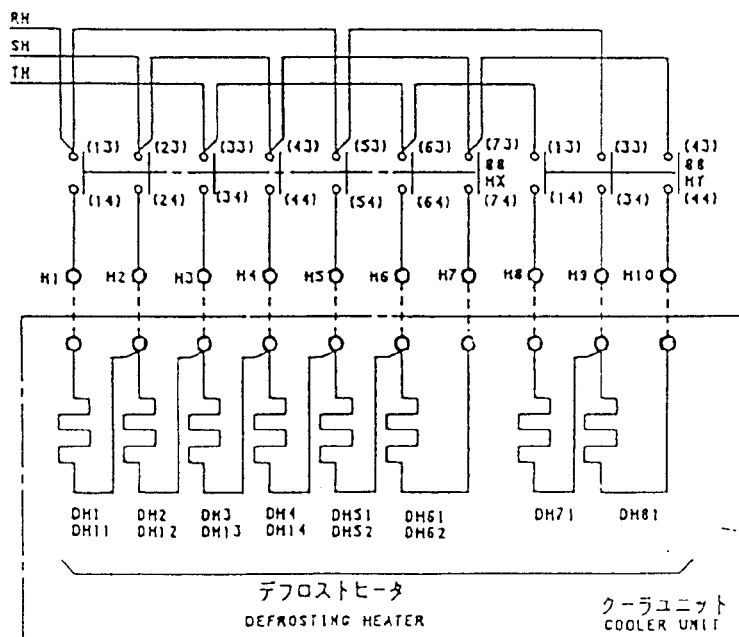 RH
SH
TH
(13) (23) (33) (43) (53) (63) (73) (13) (33) (43)
88 88
HX HY
(14) (24) (34) (44) (54) (64) (74) (14) (34) (44)
H1 H2 H3 H4 H5 H6 H7 H8 H9 H10
DH1 DH2 DH3 DH4 DH51 DH61 DH71 DH81
DH11 DH12 DH13 DH14 DH52 DH62
デフロストヒータ
DEFROSTING HEATER
クーラユニット
COOLER UNIT